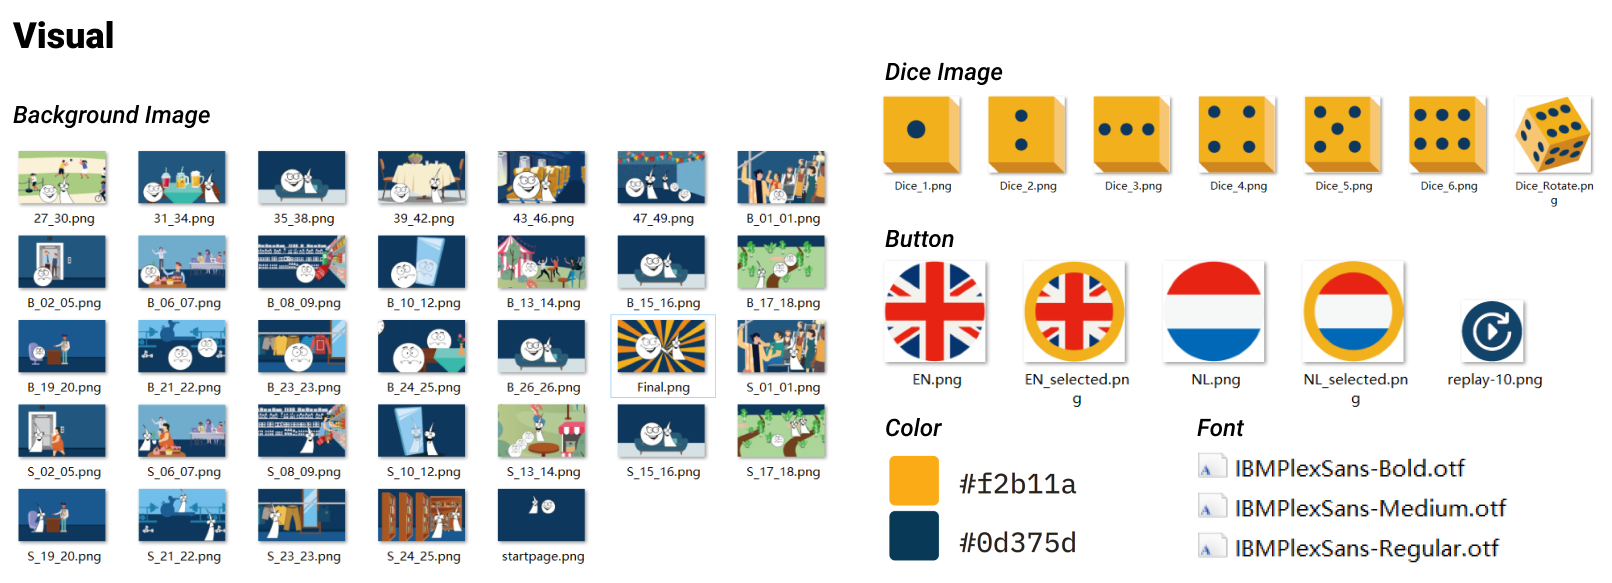 Visual
Background Image
27_30.png 31_34.png 35_38.png 39_42.png 43_46.png 47_49.png B_01_01.png
B_02_05.png B_06_07.png B_08_09.png B_10_12.png B_13_14.png B_15_16.png B_17_18.png
B_19_20.png B_21_22.png B_23_23.png B_24_25.png B_26_26.png Final.png S_01_01.png
S_02_05.png S_06_07.png S_08_09.png S_10_12.png S_13_14.png S_15_16.png S_17_18.png
S_19_20.png S_21_22.png S_23_23.png S_24_25.png startpage.png
Dice Image
Dice_1.png Dice_2.png Dice_3.png Dice_4.png Dice_5.png Dice_6.png Dice_Rotate.pn
g
Button
EN.png EN_selected.pn NL.png NL_selected.pn replay-10.png
g g
Color
#f2b11a
#0d375d
Font
IBMPlexSans-Bold.otf
IBMPlexSans-Medium.otf
IBMPlexSans-Regular.otf